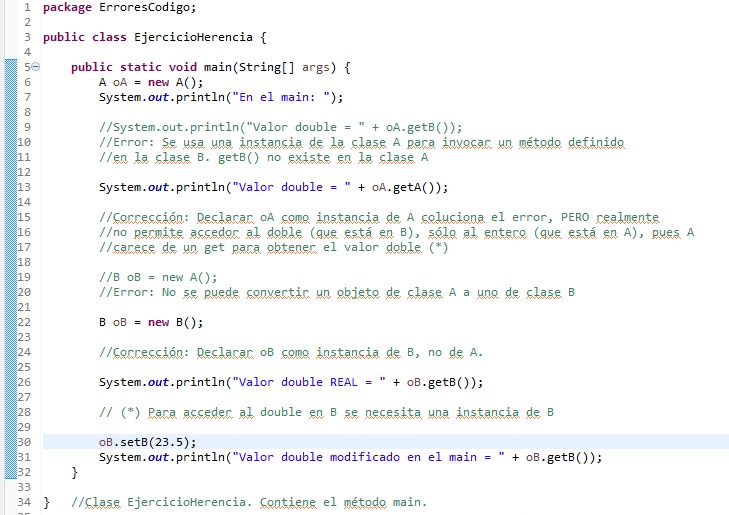 1 package ErroresCodigo;
2
3 public class EjercicioHerencia {
4
5 public static void main(String[] args) {
6 A oA = new A();
7 System.out.println("En el main: ");
8
9 //System.out.println("Valor double = " + oA.getB());
10 //Error: Se usa una instancia de la clase A para invocar un método definido
11 //en la clase B. getB() no existe en la clase A
12
13 System.out.println("Valor double = " + oA.getA());
14
15 //Corrección: Declarar oA como instancia de A coluciona el error, PERO realmente
16 //no permite accedor al doble (que está en B), sólo al entero (que está en A), pues A
17 //carece de un get para obtener el valor doble (*)
18
19 //B oB = new A();
20 //Error: No se puede convertir un objeto de clase A a uno de clase B
21
22 B oB = new B();
23
24 //Corrección: Declarar oB como instancia de B, no de A.
25
26 System.out.println("Valor double REAL = " + oB.getB());
27
28 // (*) Para acceder al double en B se necesita una instancia de B
29
30 oB.setB(23.5);
31 System.out.println("Valor double modificado en el main = " + oB.getB());
32 }
33
34 } //Clase EjercicioHerencia. Contiene el método main.